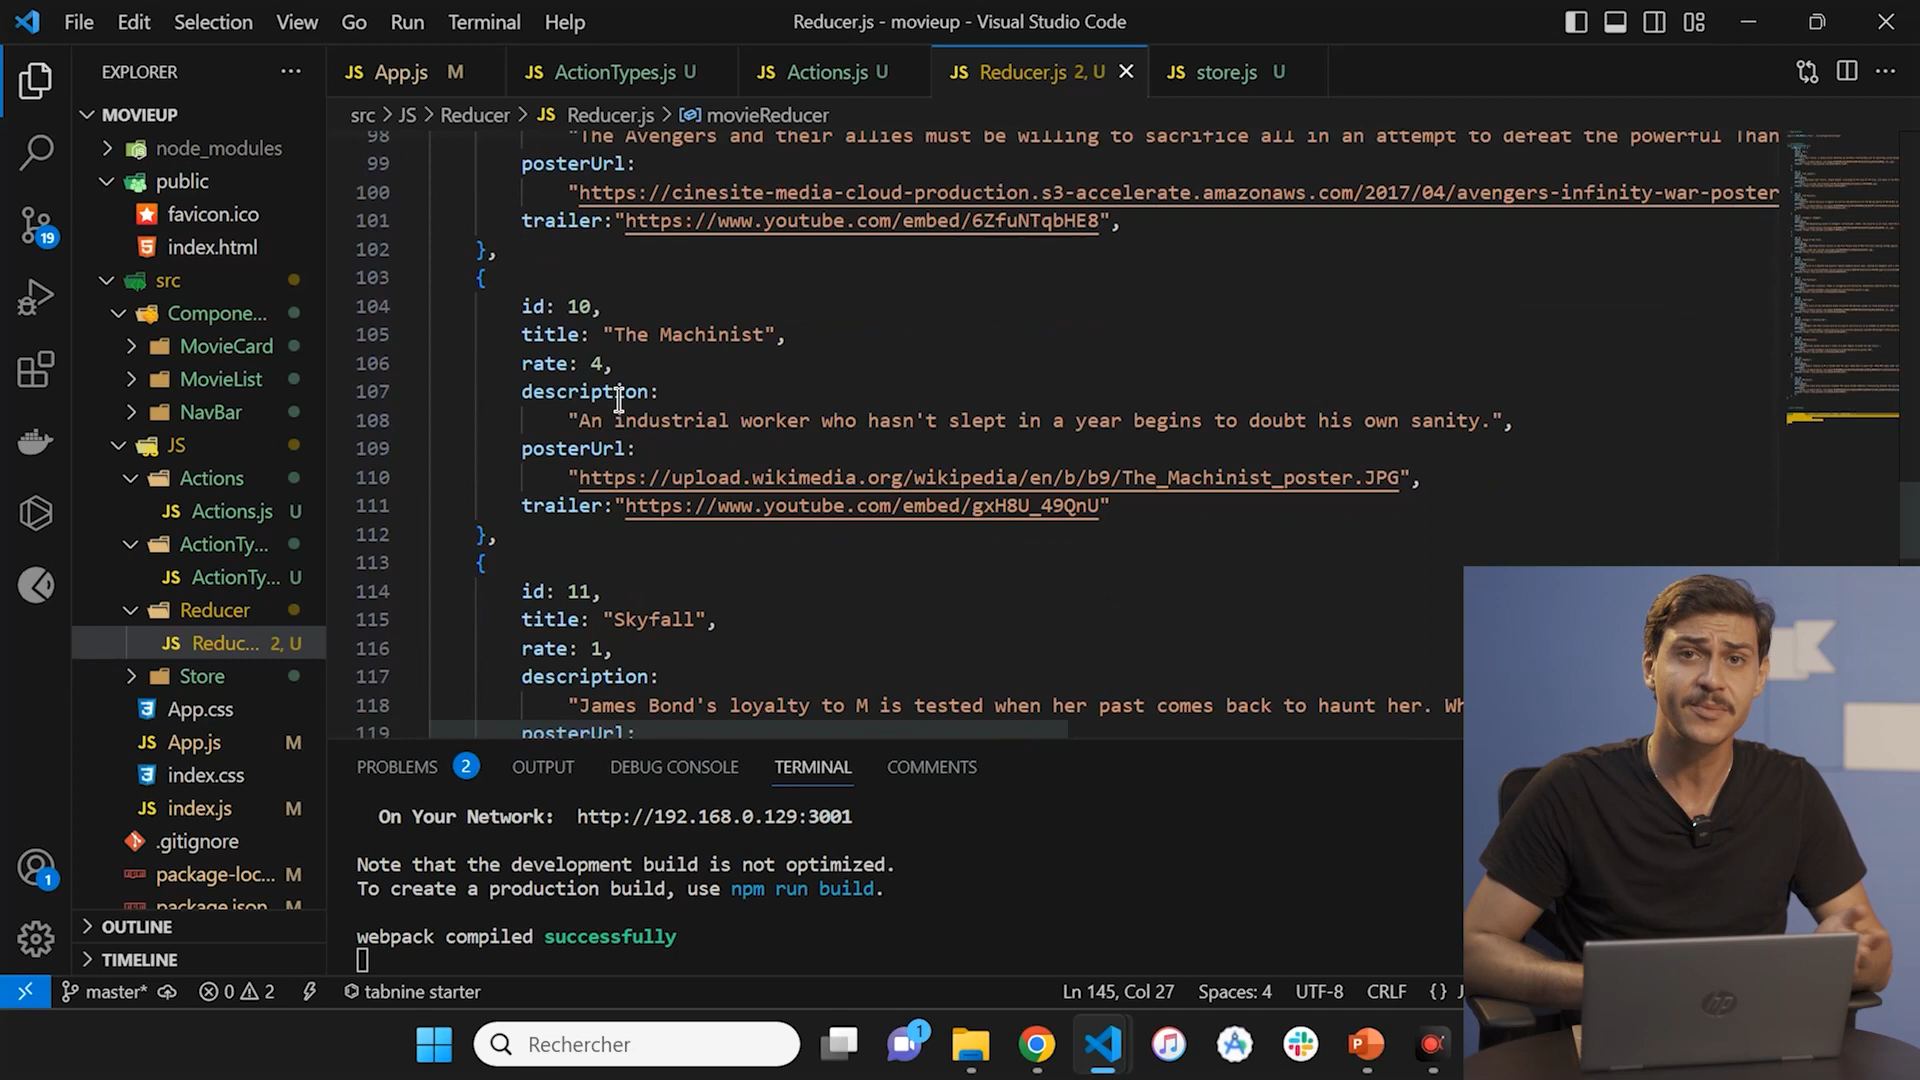 File Edit Selection View Go Run Terminal Help
Reducer.js - movieup - Visual Studio Code
EXPLORER
MOVIEUP
node_modules
public
favicon.ico
index.html
src
Compone...
MovieCard
MovieList
NavBar
JS
Actions
Actions.js U
ActionTy...
ActionTy... U
Reducer
Reduc... 2, U
Store
App.css
App.js M
index.css
index.js M
.gitignore
package-loc... M
package.json M
OUTLINE
TIMELINE
19
1
JS App.js M
JS ActionTypes.js U
JS Actions.js U
JS Reducer.js 2, U
JS store.js U
src > JS > Reducer > JS Reducer.js > movieReducer
98 "The Avengers and their allies must be willing to sacrifice all in an attempt to defeat the powerful Than
99 posterUrl:
100 "https://cinesite-media-cloud-production.s3-accelerate.amazonaws.com/2017/04/avengers-infinity-war-poster
101 trailer:"https://www.youtube.com/embed/6ZfuNTqbHE8",
102 },
103 {
104 id: 10,
105 title: "The Machinist",
106 rate: 4,
107 description:
108 "An industrial worker who hasn't slept in a year begins to doubt his own sanity.",
109 posterUrl:
110 "https://upload.wikimedia.org/wikipedia/en/b/b9/The_Machinist_poster.JPG",
111 trailer:"https://www.youtube.com/embed/gxH8U_49QnU"
112 },
113 {
114 id: 11,
115 title: "Skyfall",
116 rate: 1,
117 description:
118 "James Bond's loyalty to M is tested when her past comes back to haunt her. Wh
119 posterUrl:
PROBLEMS 2 OUTPUT DEBUG CONSOLE TERMINAL COMMENTS
On Your Network: http://192.168.0.129:3001
Note that the development build is not optimized.
To create a production build, use npm run build.
webpack compiled successfully
master* 0 2 tabnine starter
Ln 145, Col 27 Spaces: 4 UTF-8 CRLF {} J
Rechercher
1
hp